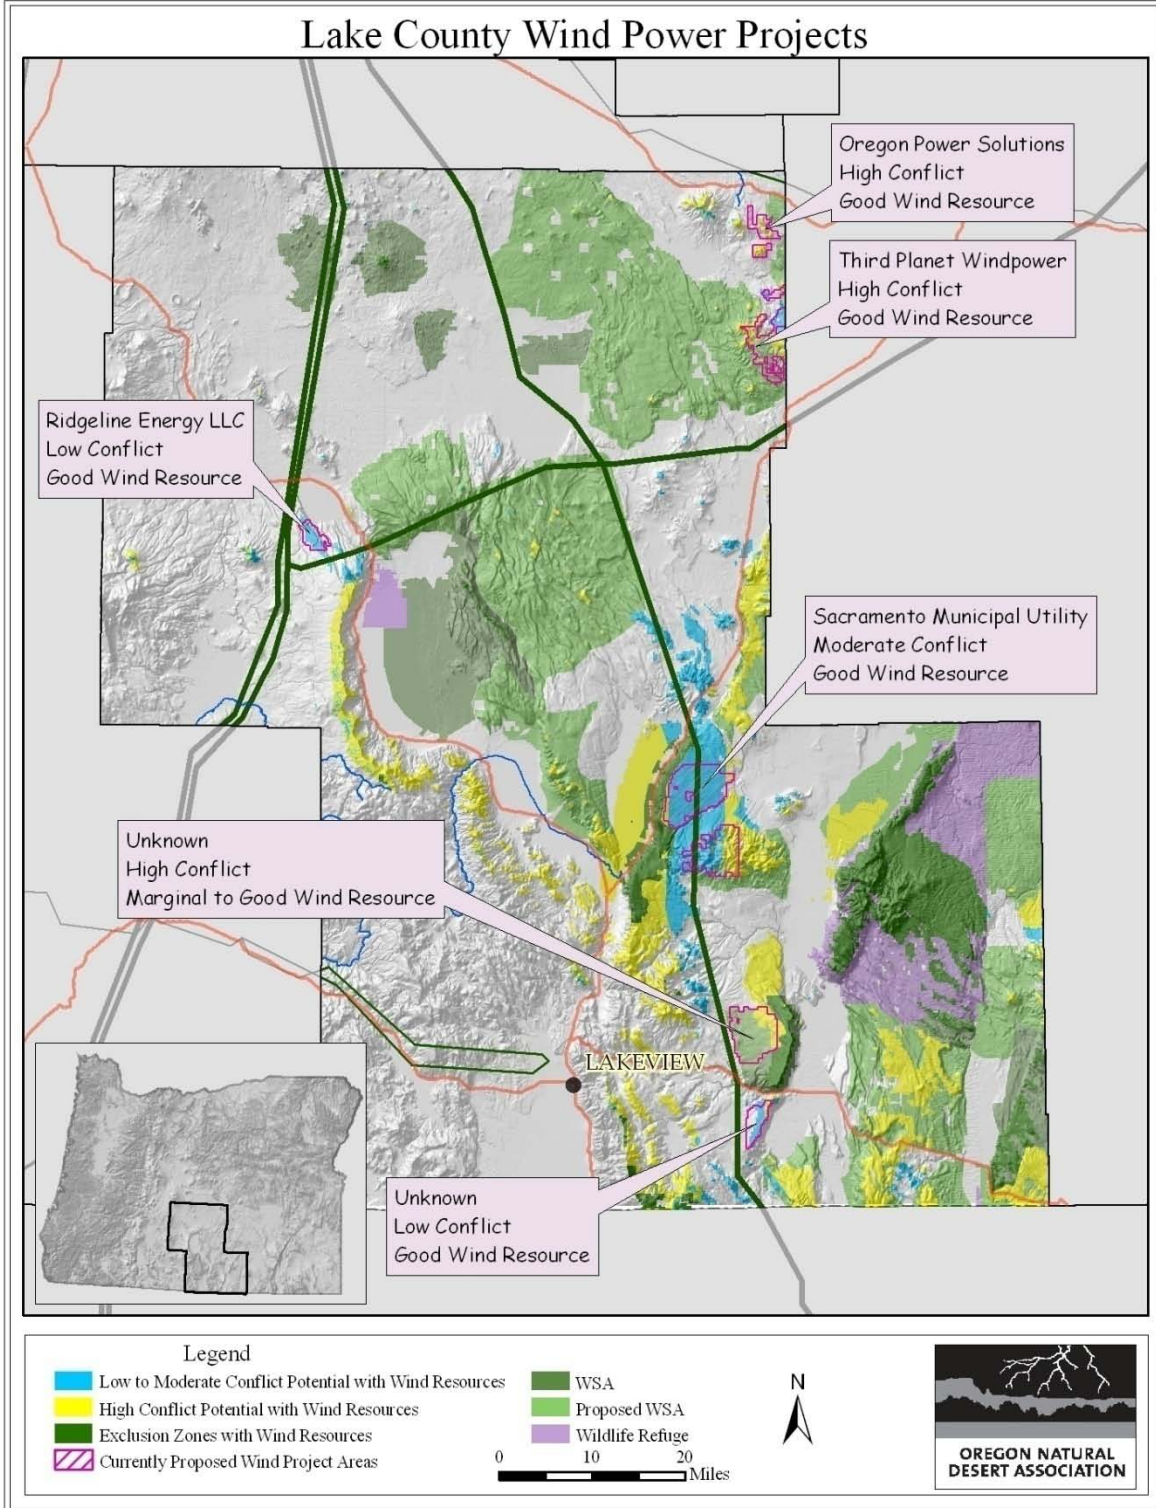 Lake County Wind Power Projects
Oregon Power Solutions
High Conflict
Good Wind Resource
Third Planet Windpower
High Conflict
Good Wind Resource
Ridgeline Energy LLC
Low Conflict
Good Wind Resource
Sacramento Municipal Utility
Moderate Conflict
Good Wind Resource
Unknown
High Conflict
Marginal to Good Wind Resource
LAKEVIEW
Unknown
Low Conflict
Good Wind Resource
Legend
Low to Moderate Conflict Potential with Wind Resources
High Conflict Potential with Wind Resources
Exclusion Zones with Wind Resources
Currently Proposed Wind Project Areas
WSA
Proposed WSA
Wildlife Refuge
0 10 20
Miles
N
OREGON NATURAL
DESERT ASSOCIATION